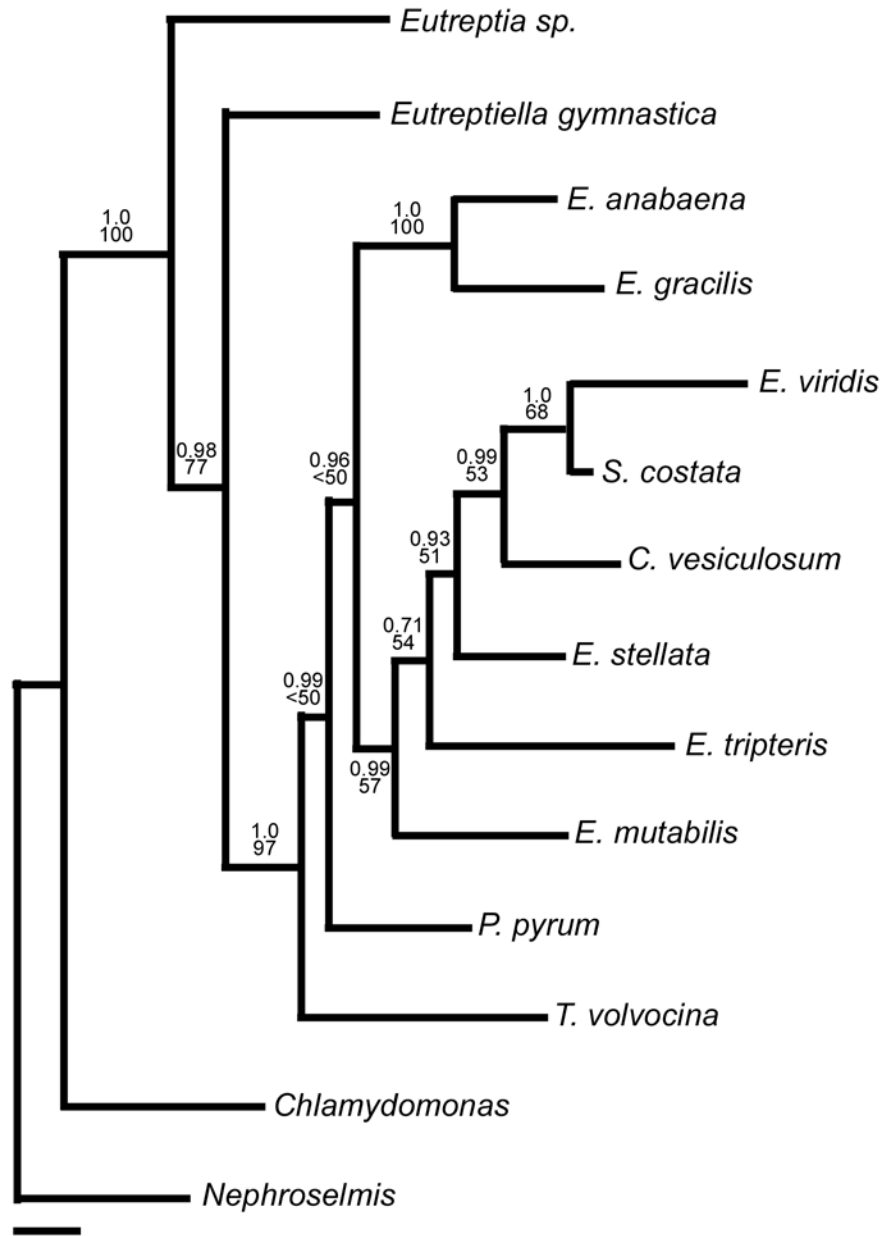 Eutreptia sp.
Eutreptiella gymnastica
E. anabaena
1.0
100
1.0
100
E. gracilis
E. viridis
1.0
68
0.98
77
0.96
<50
0.99
53
S. costata
0.93
51
C. vesiculosum
0.71
54
E. stellata
0.99
<50
E. tripteris
0.99
57
1.0
97
E. mutabilis
P. pyrum
T. volvocina
Chlamydomonas
Nephroselmis